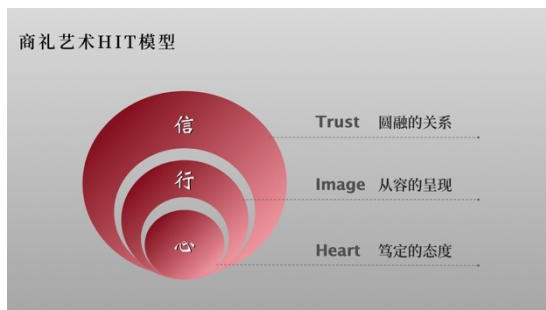 商礼艺术HIT模型
信
Trust 圆融的关系
行
Image 从容的呈现
心
Heart 笃定的态度